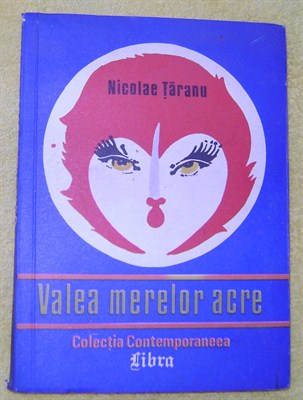 Nicolae Țăranu
Valea merelor acre
Colecția Contemporaneea
Libra